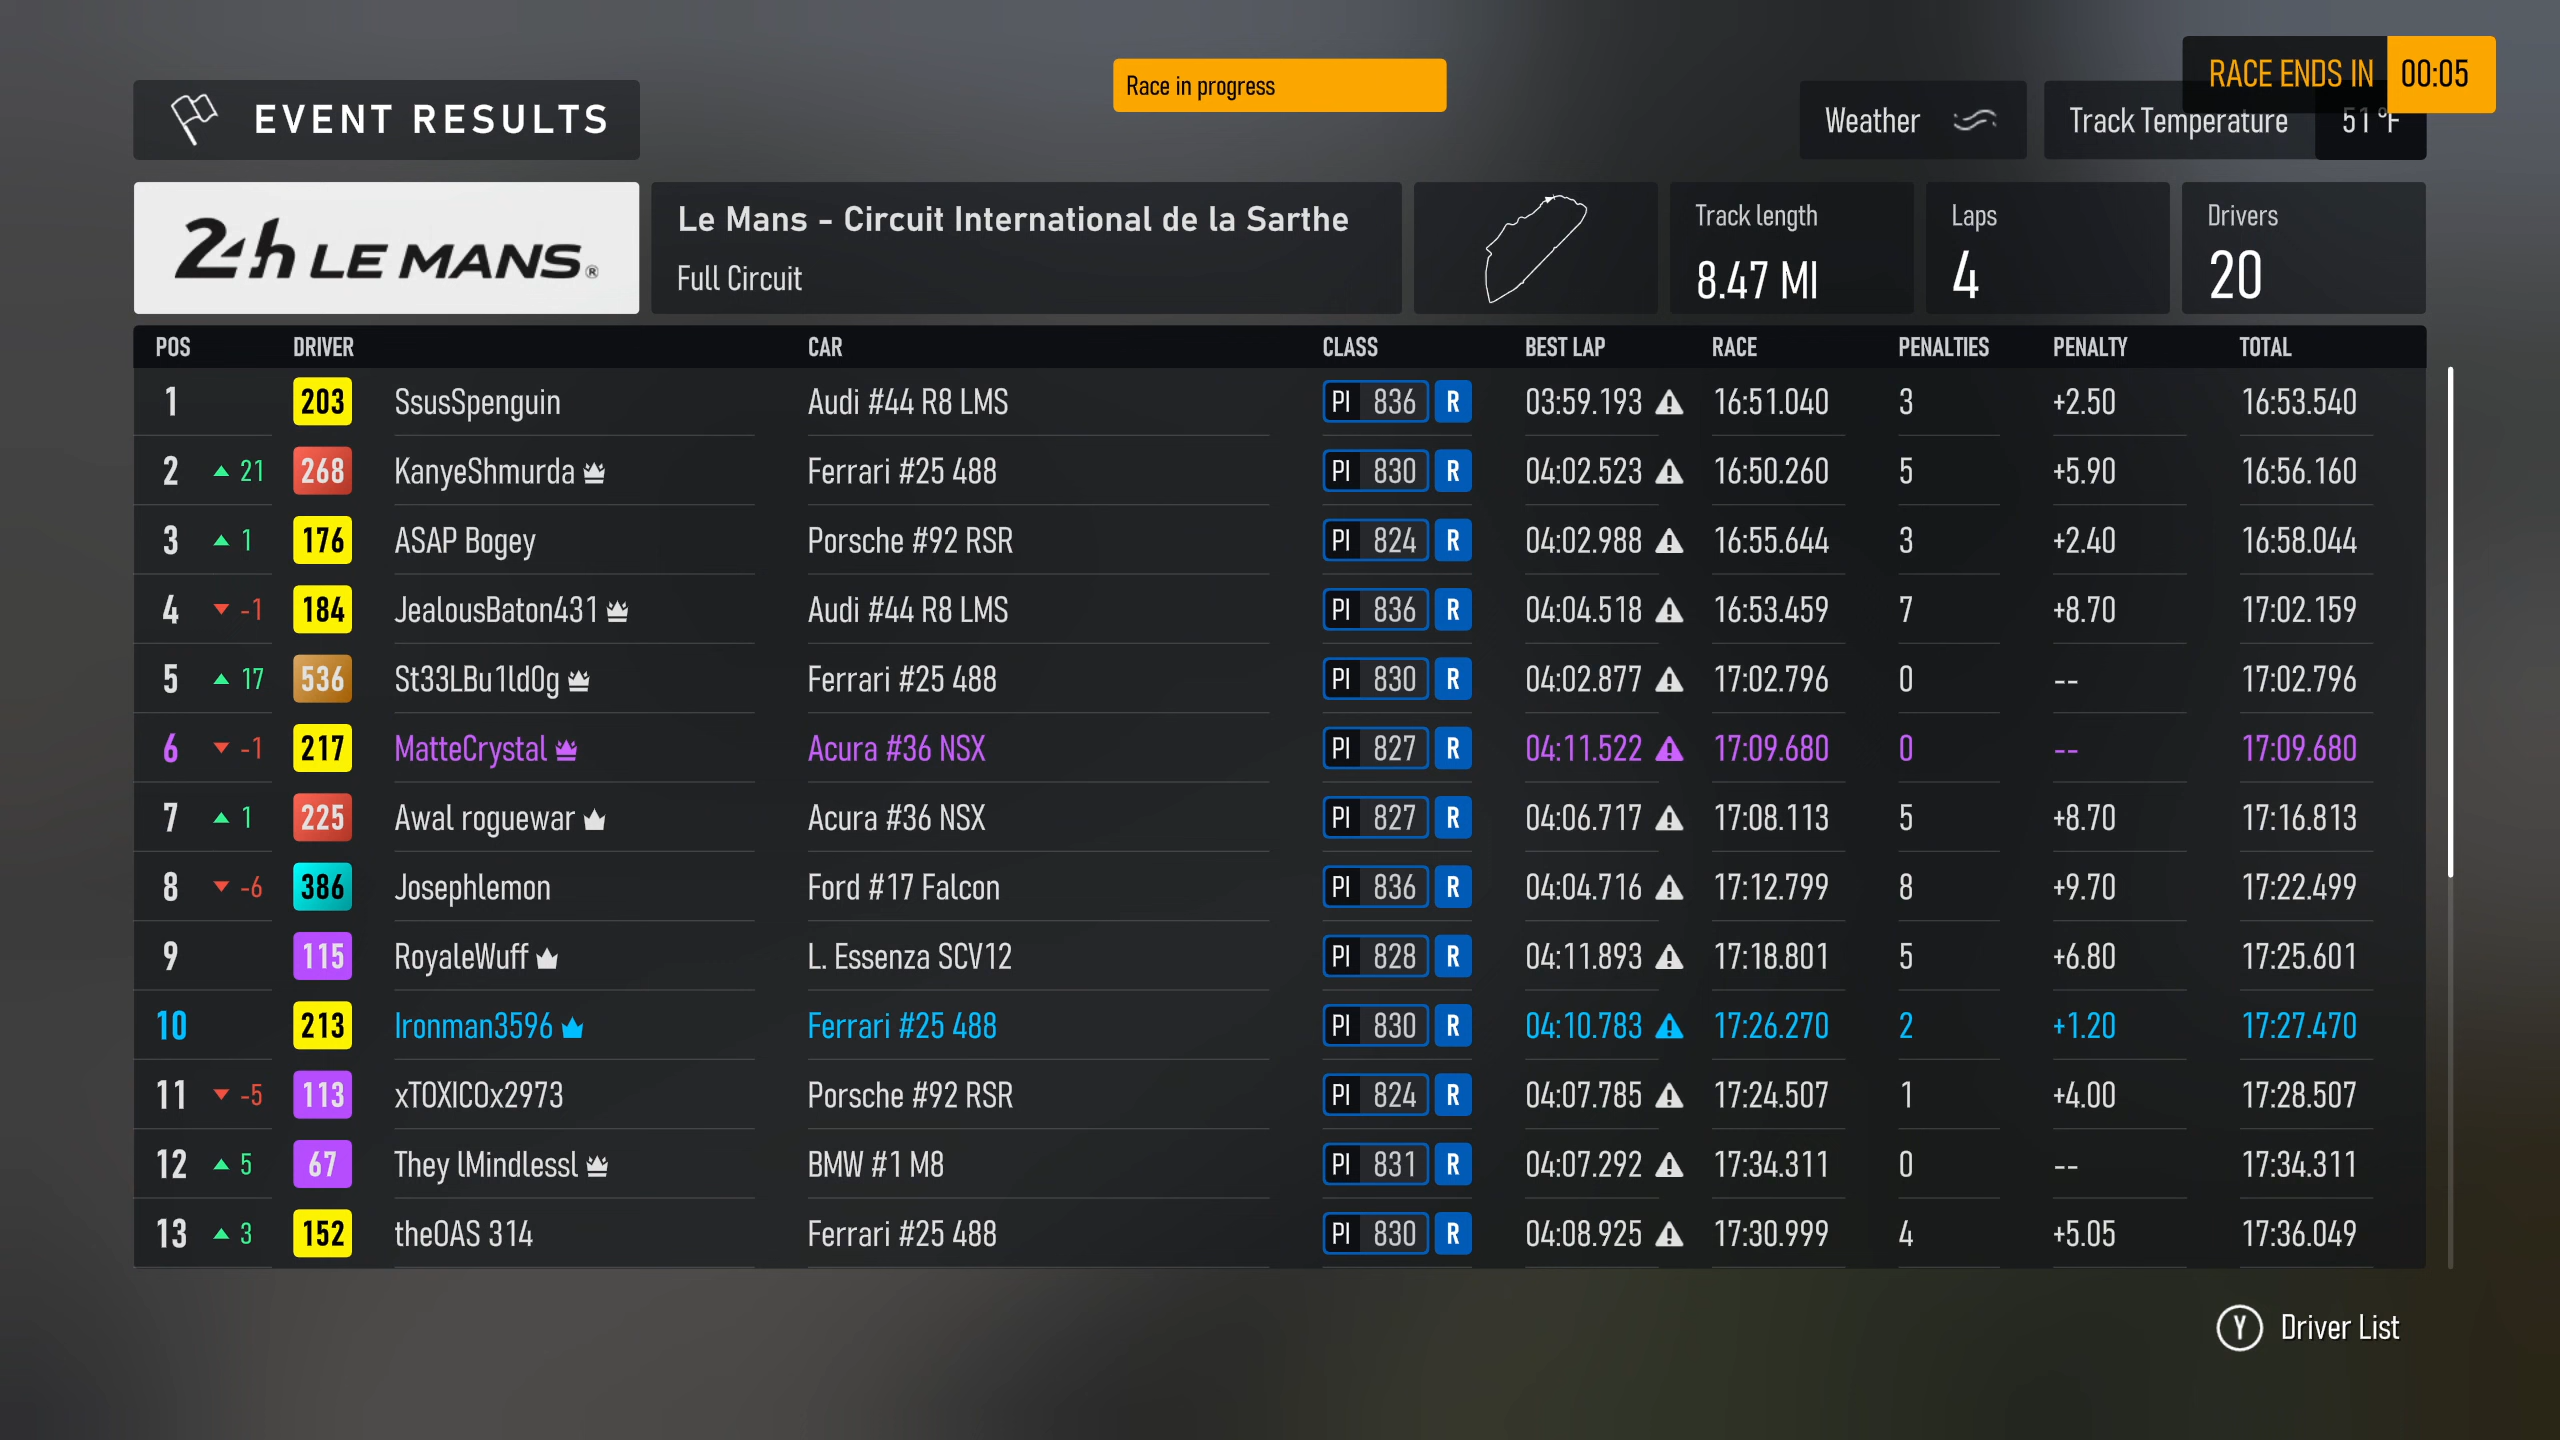 RACE ENDS IN 00:05
Race in progress
EVENT RESULTS
Weather
Track Temperature 51 °F
24h LE MANS®
Le Mans - Circuit International de la Sarthe
Full Circuit
Track length
8.47 MI
Laps
4
Drivers
20
POS DRIVER CAR CLASS BEST LAP RACE PENALTIES PENALTY TOTAL
1 203 SsusSpenguin Audi #44 R8 LMS PI 836 R 03:59.193 16:51.040 3 +2.50 16:53.540
2 21 268 KanyeShmurda Ferrari #25 488 PI 830 R 04:02.523 16:50.260 5 +5.90 16:56.160
3 1 176 ASAP Bogey Porsche #92 RSR PI 824 R 04:02.988 16:55.644 3 +2.40 16:58.044
4 -1 184 JealousBaton431 Audi #44 R8 LMS PI 836 R 04:04.518 16:53.459 7 +8.70 17:02.159
5 17 536 St33LBu1ld0g Ferrari #25 488 PI 830 R 04:02.877 17:02.796 0 -- 17:02.796
6 -1 217 MatteCrystal Acura #36 NSX PI 827 R 04:11.522 17:09.680 0 -- 17:09.680
7 1 225 Awal roguewar Acura #36 NSX PI 827 R 04:06.717 17:08.113 5 +8.70 17:16.813
8 -6 386 Josephlemon Ford #17 Falcon PI 836 R 04:04.716 17:12.799 8 +9.70 17:22.499
9 115 RoyaleWuff L. Essenza SCV12 PI 828 R 04:11.893 17:18.801 5 +6.80 17:25.601
10 213 Ironman3596 Ferrari #25 488 PI 830 R 04:10.783 17:26.270 2 +1.20 17:27.470
11 -5 113 xTOXICOx2973 Porsche #92 RSR PI 824 R 04:07.785 17:24.507 1 +4.00 17:28.507
12 5 67 They lMindlessl BMW #1 M8 PI 831 R 04:07.292 17:34.311 0 -- 17:34.311
13 3 152 theOAS 314 Ferrari #25 488 PI 830 R 04:08.925 17:30.999 4 +5.05 17:36.049
Y Driver List